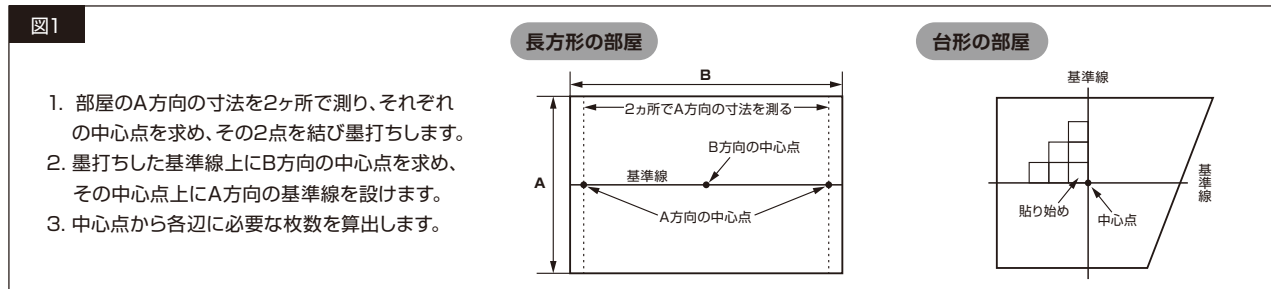 図1
1. 部屋のA方向の寸法を2ヶ所で測り、それぞれ
の中心点を求め、その2点を結び墨打ちします。
2. 墨打ちした基準線上にB方向の中心点を求め、
その中心点上にA方向の基準線を設けます。
3. 中心点から各辺に必要な枚数を算出します。
長方形の部屋
B
2ヵ所でA方向の寸法を測る
B方向の中心点
A
基準線
A方向の中心点
台形の部屋
基準線
基準線
貼り始め
中心点